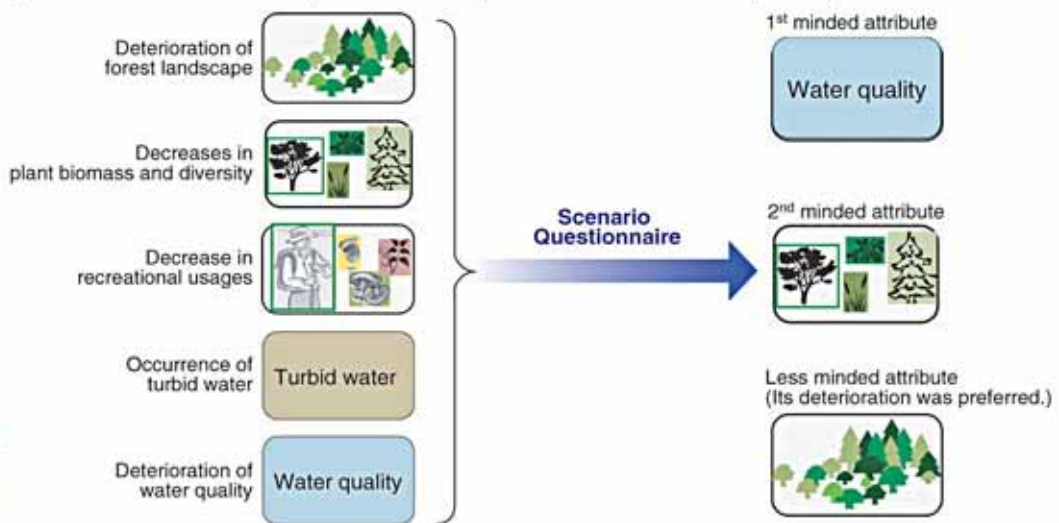 Deterioration of
forest landscape
Decreases in
plant biomass and diversity
Decrease in
recreational usages
Occurrence of
turbid water
Turbid water
Deterioration of
water quality
Water quality
Scenario
Questionnaire
1st minded attribute
Water quality
2nd minded attribute
Less minded attribute
(Its deterioration was preferred.)